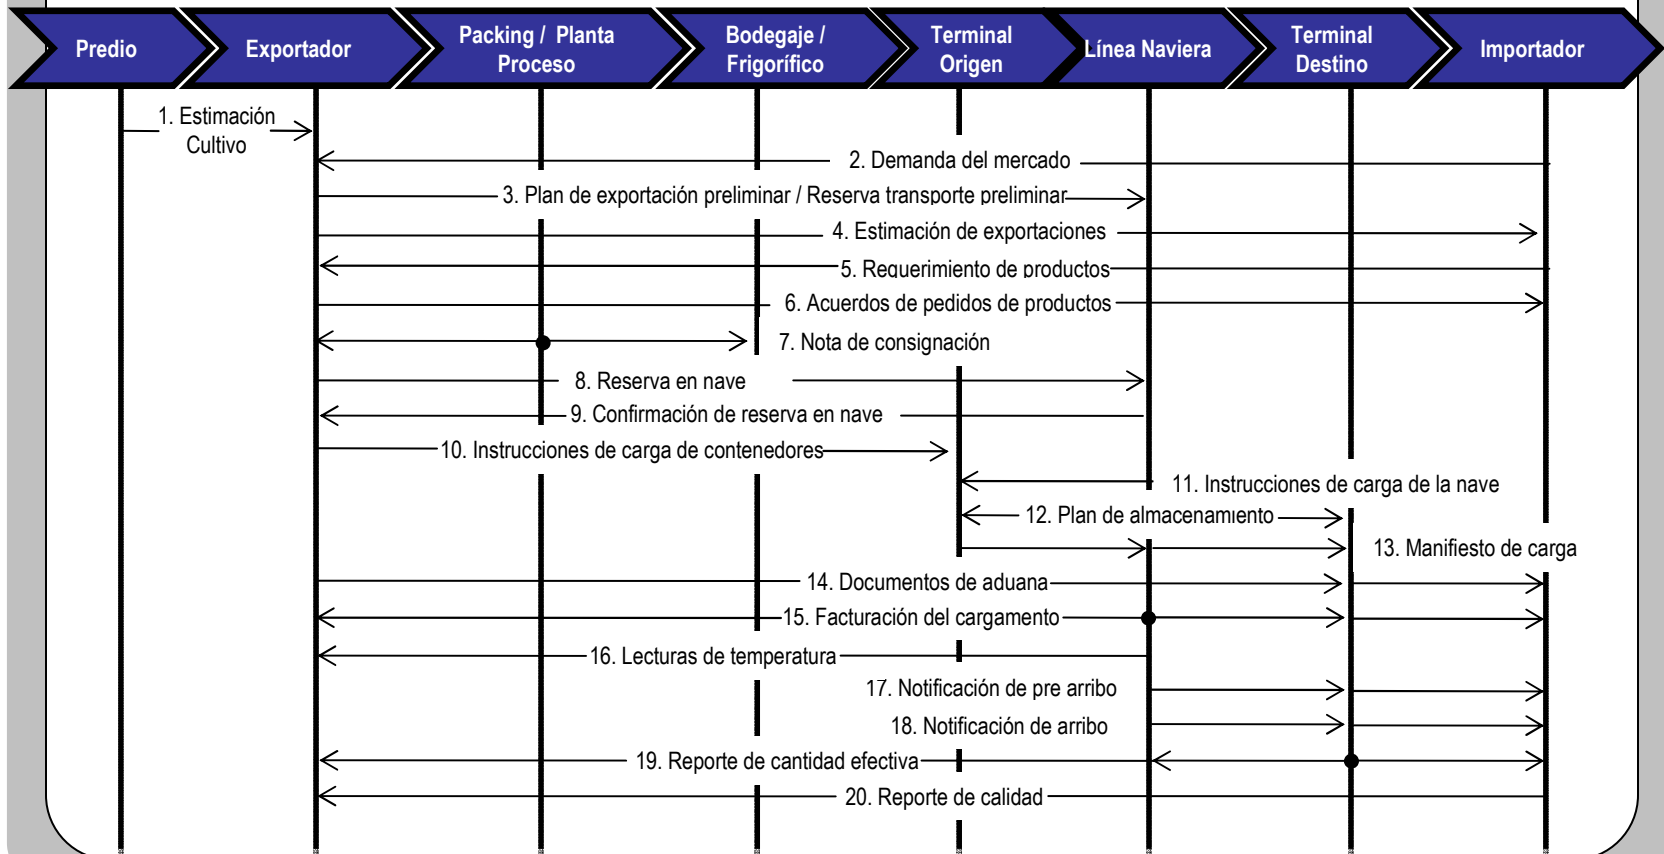 Predio
Exportador
Packing / Planta
Proceso
Bodegaje /
Frigorífico
Terminal
Origen
Línea Naviera
Terminal
Destino
Importador
1. Estimación
Cultivo
2. Demanda del mercado
3. Plan de exportación preliminar / Reserva transporte preliminar
4. Estimación de exportaciones
5. Requerimiento de productos
6. Acuerdos de pedidos de productos
7. Nota de consignación
8. Reserva en nave
9. Confirmación de reserva en nave
10. Instrucciones de carga de contenedores
11. Instrucciones de carga de la nave
12. Plan de almacenamiento
13. Manifiesto de carga
14. Documentos de aduana
15. Facturación del cargamento
16. Lecturas de temperatura
17. Notificación de pre arribo
18. Notificación de arribo
19. Reporte de cantidad efectiva
20. Reporte de calidad